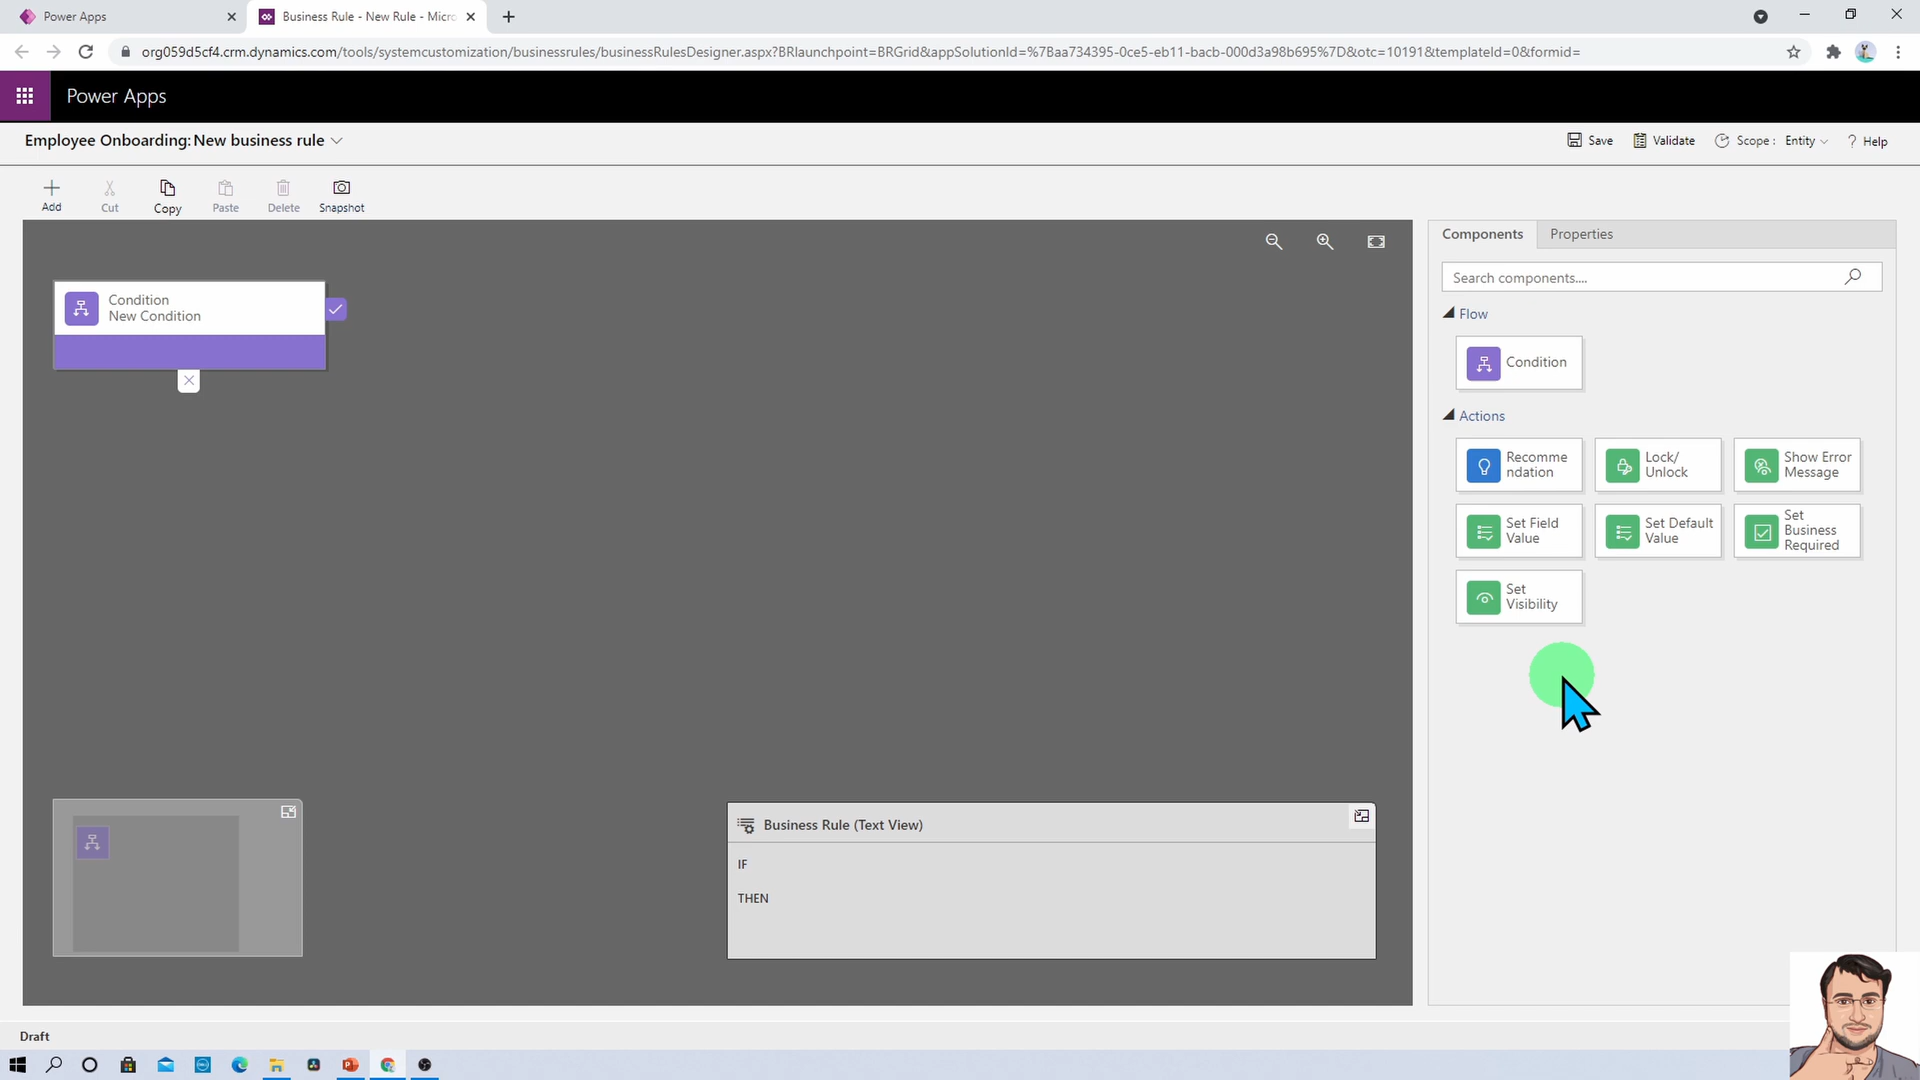 Power Apps
Business Rule - New Rule - Micro
org059d5cf4.crm.dynamics.com/tools/systemcustomization/businessrules/businessRulesDesigner.aspx?BRlaunchpoint=BRGrid&appSolutionId=%7Baa734395-0ce5-eb11-bacb-000d3a98b695%7D&otc=10191&templateId=0&formid=
Power Apps
Employee Onboarding: New business rule
Save
Validate
Scope :
Entity
? Help
Add
Cut
Copy
Paste
Delete
Snapshot
Condition
New Condition
Components
Properties
Search components....
Flow
Condition
Actions
Recomme
ndation
Lock/
Unlock
Show Error
Message
Set Field
Value
Set Default
Value
Set
Business
Required
Set
Visibility
Business Rule (Text View)
IF
THEN
Draft